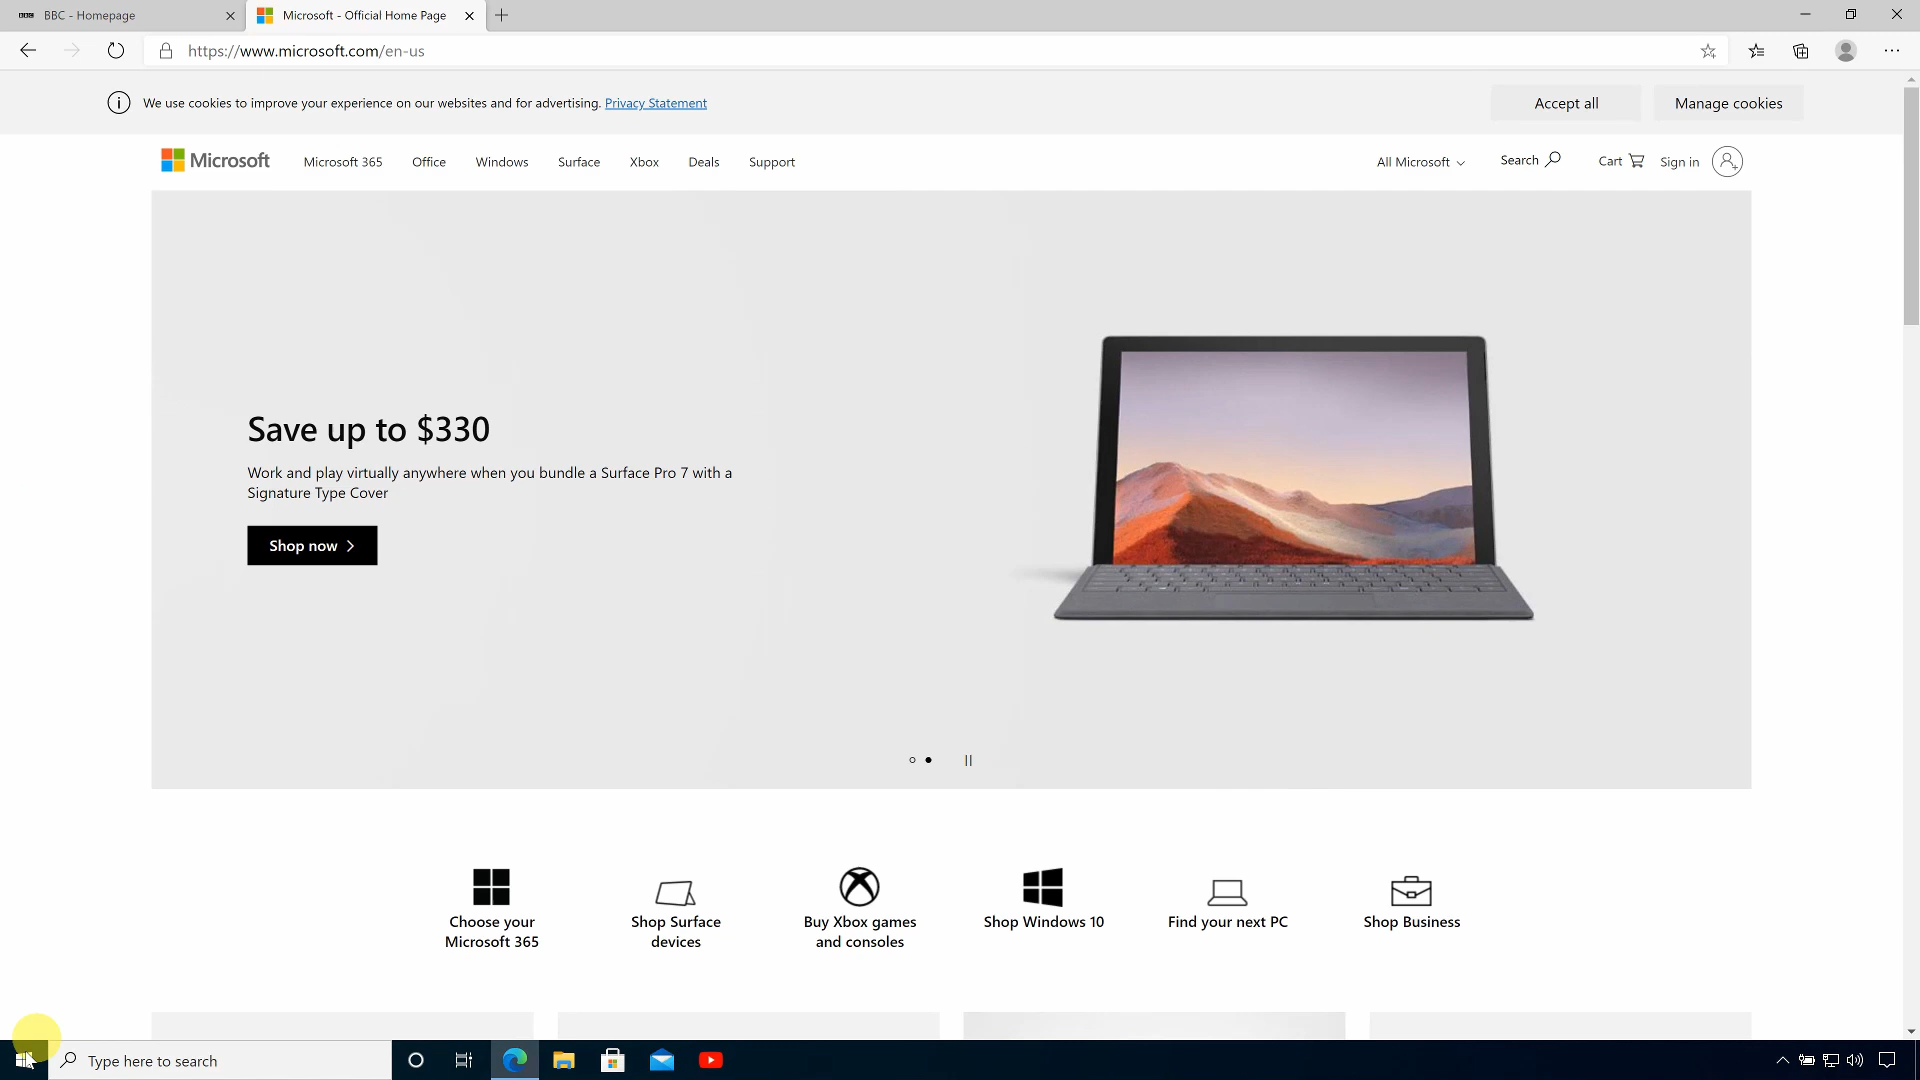 BBC
BBC - Homepage
Microsoft - Official Home Page
https://www.microsoft.com/en-us
We use cookies to improve your experience on our websites and for advertising. Privacy Statement
Accept all
Manage cookies
Microsoft
Microsoft 365
Office
Windows
Surface
Xbox
Deals
Support
All Microsoft
Search
Cart
Sign in
Save up to $330
Work and play virtually anywhere when you bundle a Surface Pro 7 with a
Signature Type Cover
Shop now
Choose your
Microsoft 365
Shop Surface
devices
Buy Xbox games
and consoles
Shop Windows 10
Find your next PC
Shop Business
Type here to search